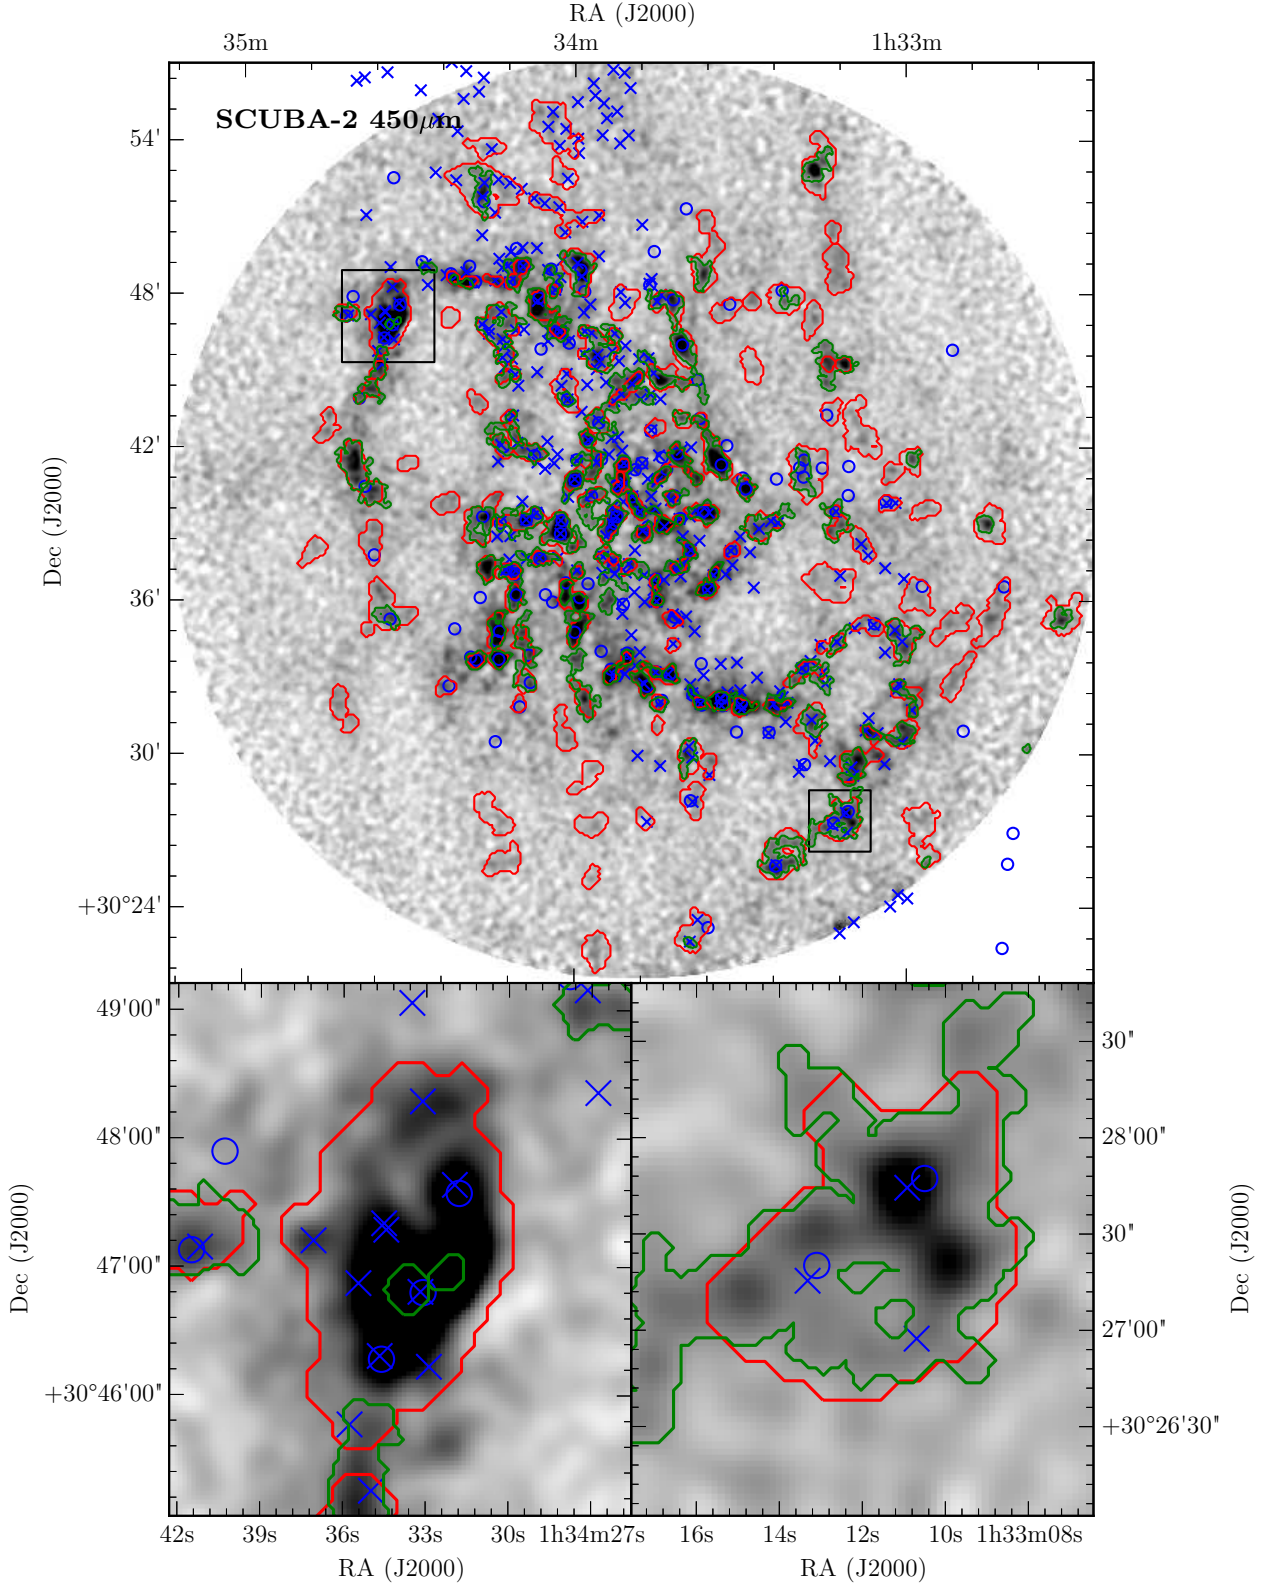 RA (J2000)
35m 34m 1h33m
SCUBA-2 450μm
54'
48'
42'
36'
30'
+30°24'
Dec (J2000)
49'00"
48'00"
47'00"
+30°46'00"
Dec (J2000)
30"
28'00"
30"
27'00"
+30°26'30"
Dec (J2000)
42s 39s 36s 33s 30s 1h34m27s 16s 14s 12s 10s 1h33m08s
RA (J2000) RA (J2000)